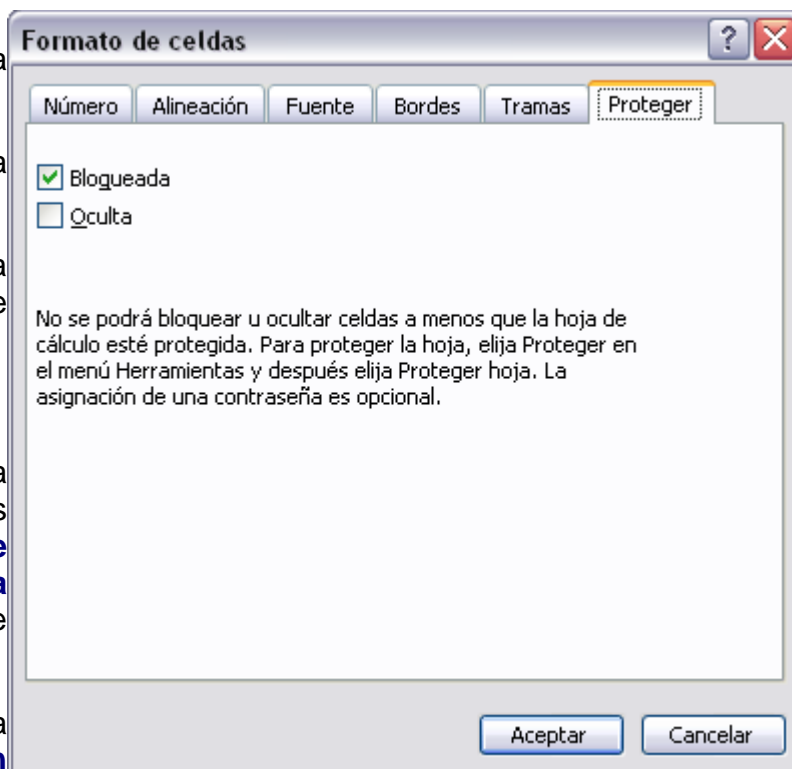 Formato de celdas
Número Alineación Fuente Bordes Tramas Proteger
a
a
Bloqueada
Oculta
a
e
No se podrá bloquear u ocultar celdas a menos que la hoja de
cálculo esté protegida. Para proteger la hoja, elija Proteger en
el menú Herramientas y después elija Proteger hoja. La
asignación de una contraseña es opcional.
a
s
e
a
e
a
n
Aceptar Cancelar